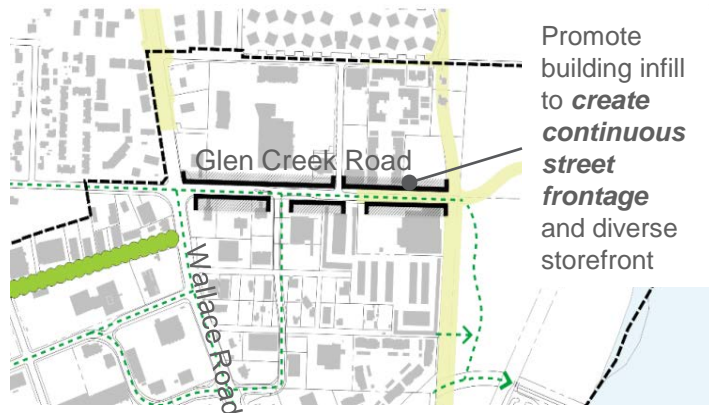 Promote
building infill
to create
continuous
street
frontage
and diverse
storefront
Glen Creek Road
Wallace Road